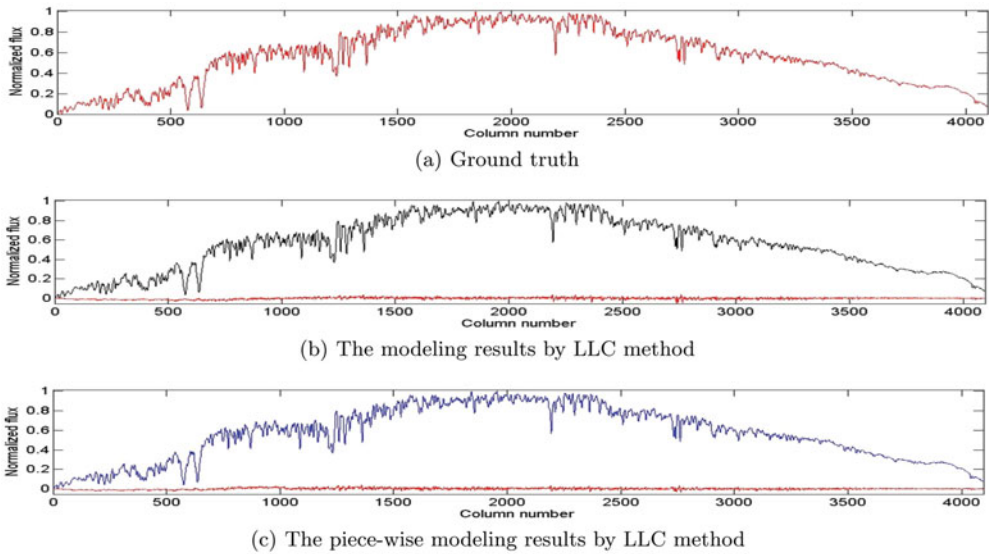 1
0.8
0.6
0.4
0.2
0
Normalized flux
0 500 1000 1500 2000 2500 3000 3500 4000
Column number
(a) Ground truth
1
0.8
0.6
0.4
0.2
0
Normalized flux
0 500 1000 1500 2000 2500 3000 3500 4000
Column number
(b) The modeling results by LLC method
1
0.8
0.6
0.4
0.2
0
Normalized flux
0 500 1000 1500 2000 2500 3000 3500 4000
Column number
(c) The piece-wise modeling results by LLC method